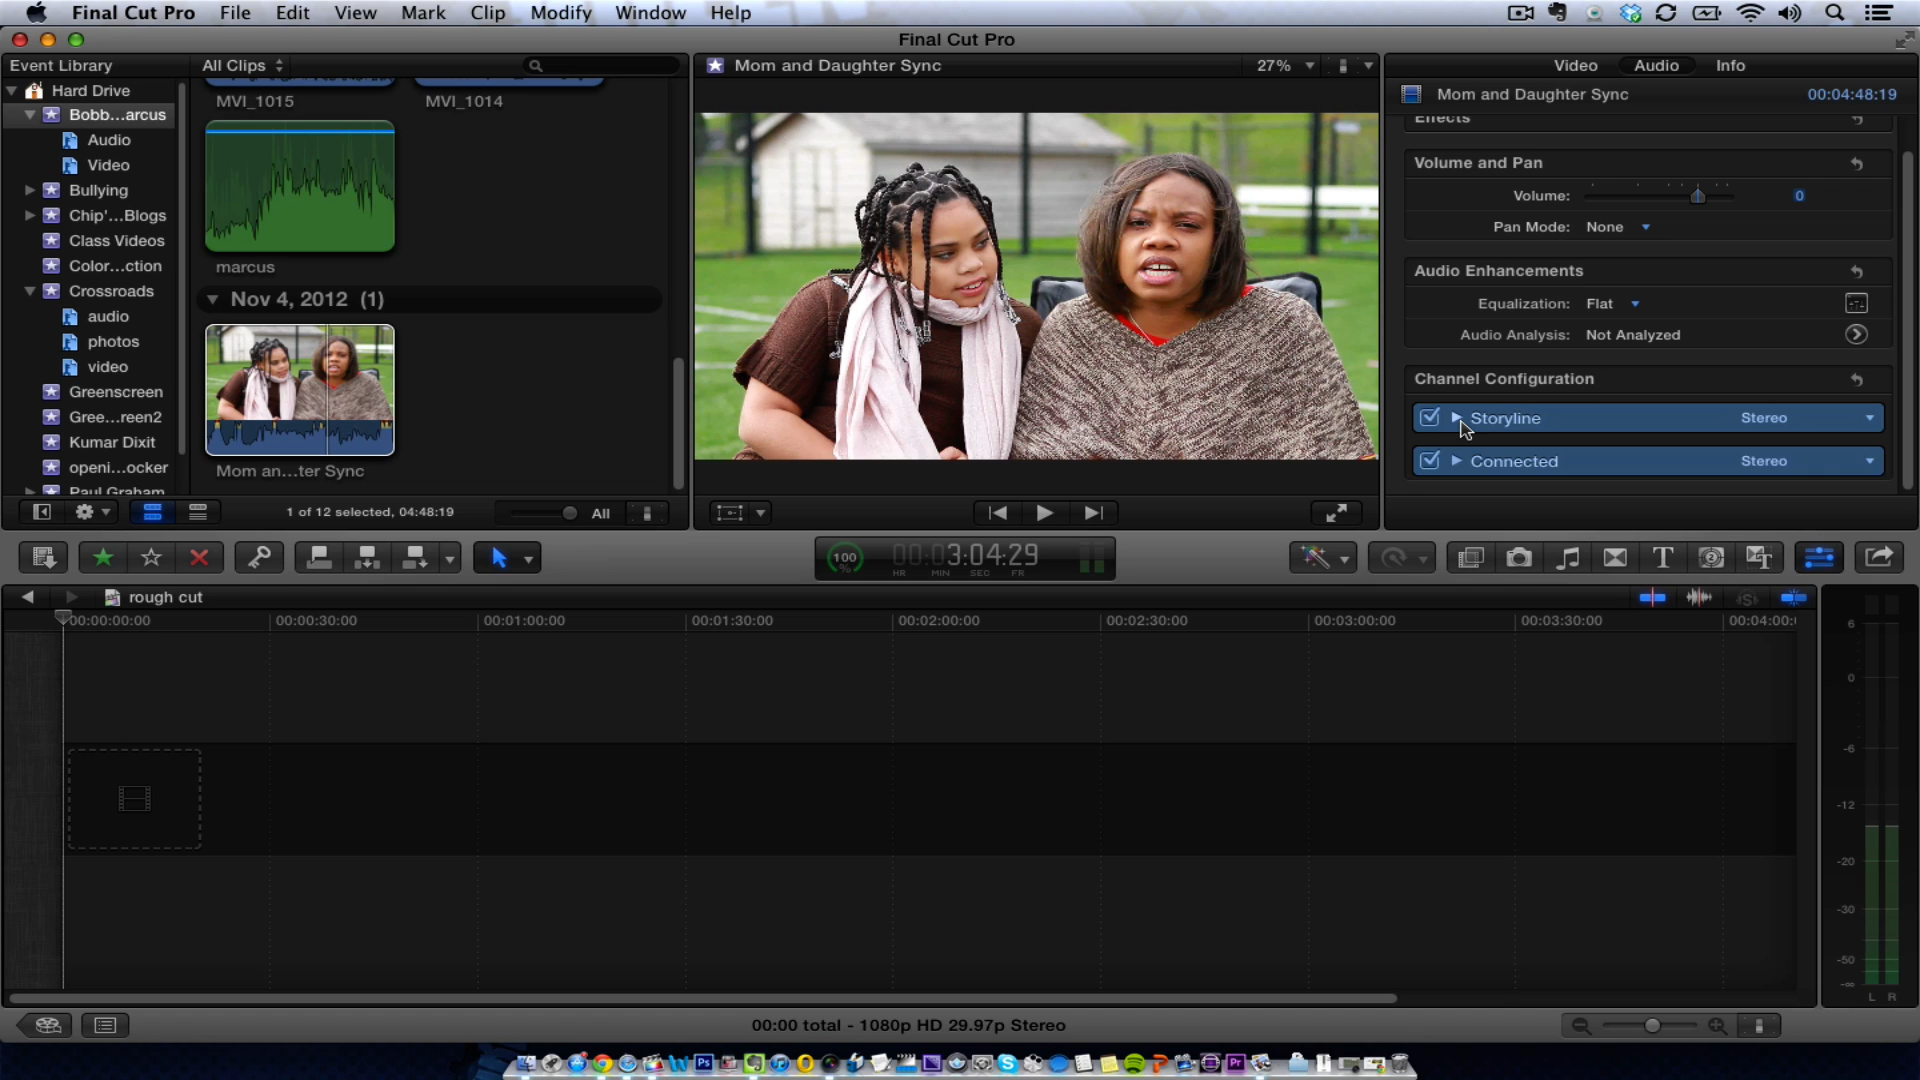 Final Cut Pro File Edit View Mark Clip Modify Window Help
Final Cut Pro
Event Library
Hard Drive
Bobb...arcus
Audio
Video
Bullying
Chip'...Blogs
Class Videos
Color...ction
Crossroads
audio
photos
video
Greenscreen
Gree...reen2
Kumar Dixit
openi...ocker
Paul Graham
All Clips
MVI_1015 MVI_1014
marcus
Nov 4, 2012 (1)
Mom an...ter Sync
1 of 12 selected, 04:48:19
All
Mom and Daughter Sync 27%
Video Audio Info
Mom and Daughter Sync 00:04:48:19
Effects
Volume and Pan
Volume: 0
Pan Mode: None
Audio Enhancements
Equalization: Flat
Audio Analysis: Not Analyzed
Channel Configuration
Storyline Stereo
Connected Stereo
100 %
00:03:04:29
HR MIN SEC FR
rough cut
00:00:00:00 00:00:30:00 00:01:00:00 00:01:30:00 00:02:00:00 00:02:30:00 00:03:00:00 00:03:30:00 00:04:00:
6
0
-6
-12
-20
-30
-50
-∞
L R
00:00 total - 1080p HD 29.97p Stereo
Ps
Pr